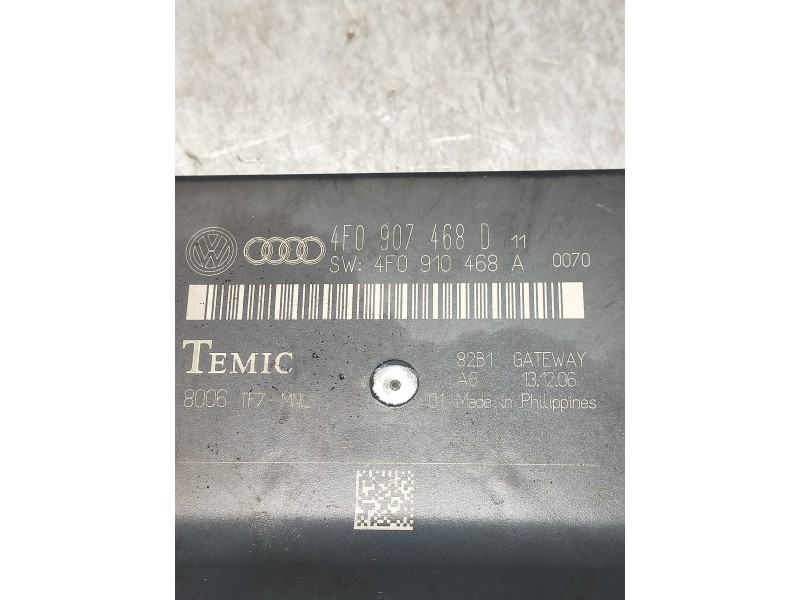 4F0 907 468 D 11
SW: 4F0 910 468 A 0070
TEMIC
82B1 GATEWAY
A6 13.12.06
8006 TF7-MNL
01 Made in Philippines